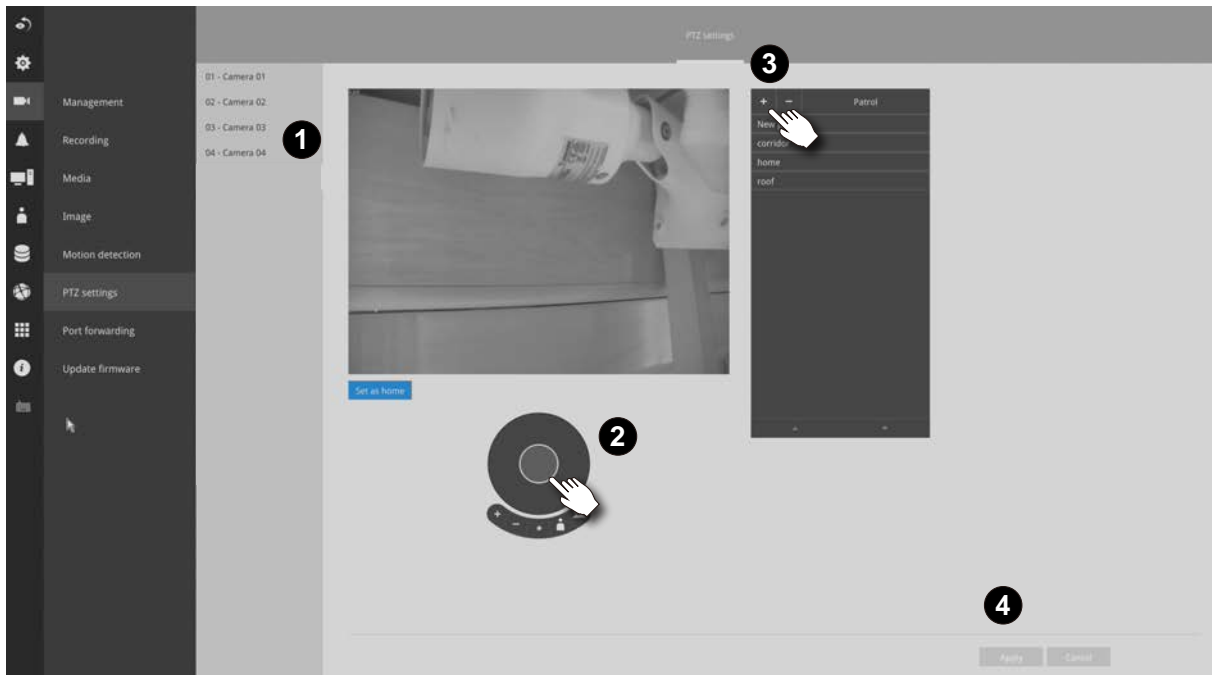 PTZ settings
3
01 - Camera 01
02 - Camera 02
03 - Camera 03
04 - Camera 04
1
Management
Recording
Media
Image
Motion detection
PTZ settings
Port forwarding
Update firmware
+ − Patrol
New
corridor
home
roof
Set as home
2
+ −
4
Apply Cancel